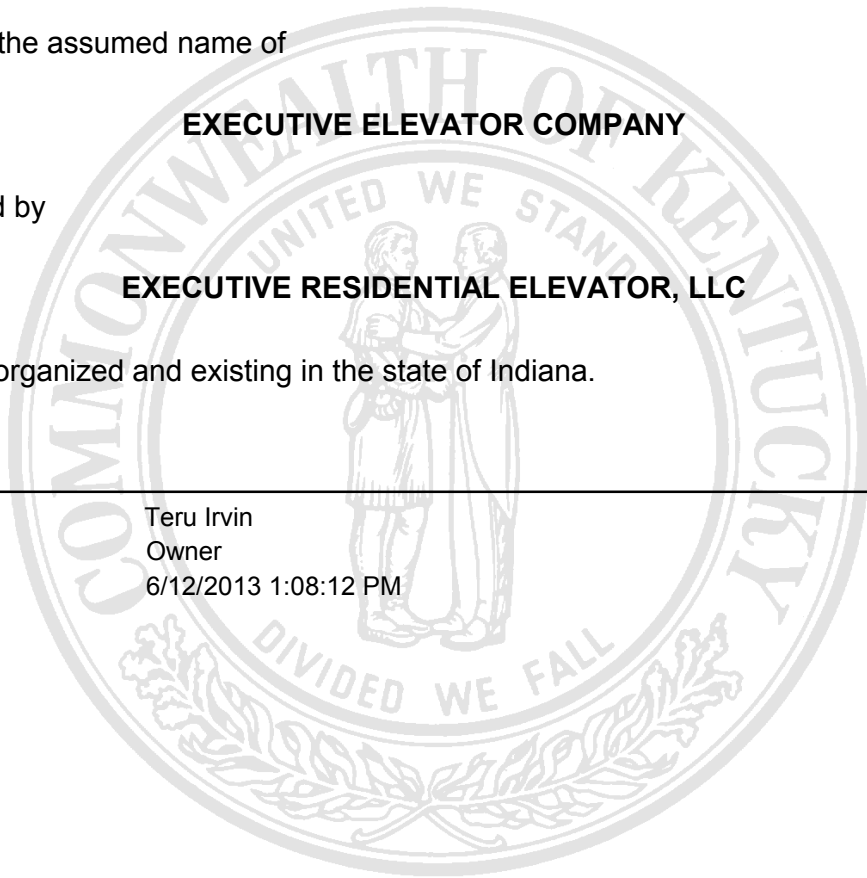 the assumed name of
EXECUTIVE ELEVATOR COMPANY
d by
EXECUTIVE RESIDENTIAL ELEVATOR, LLC
organized and existing in the state of Indiana.
Teru Irvin
Owner
6/12/2013 1:08:12 PM
COMMONWEALTH OF KENTUCKY
UNITED WE STAND
DIVIDED WE FALL